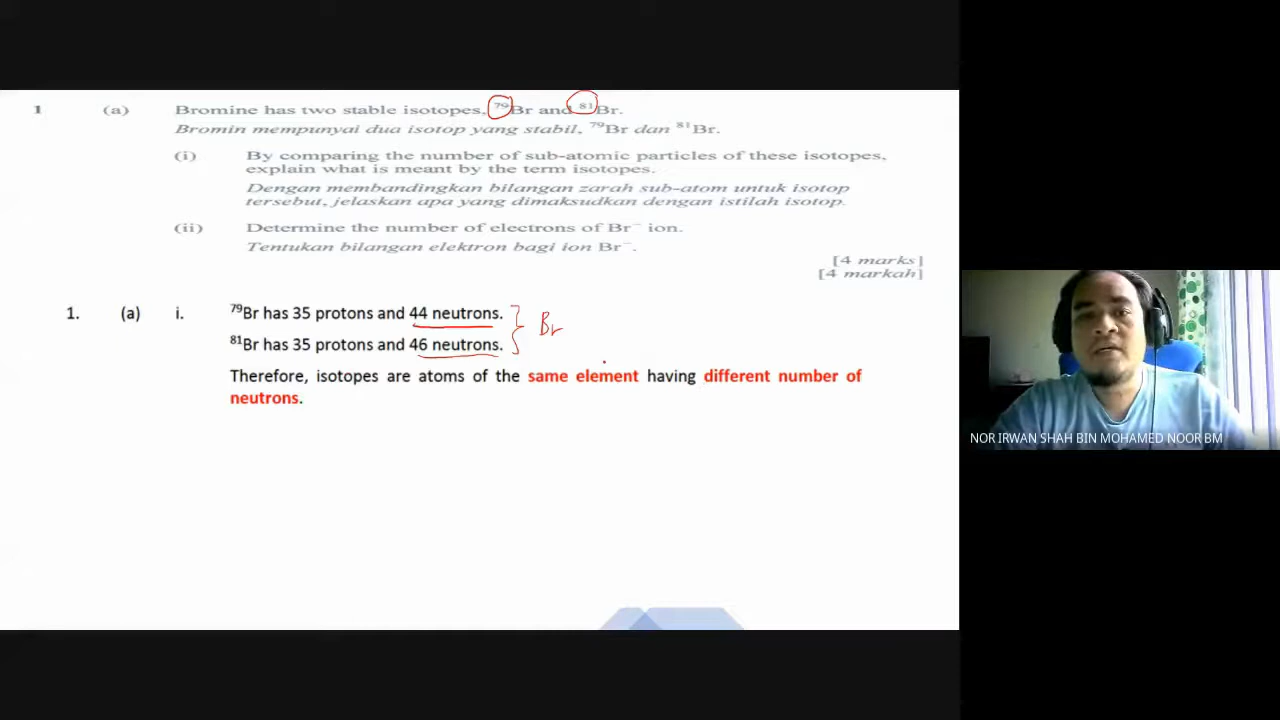 1 (a) Bromine has two stable isotopes, ⁷⁹Br and ⁸¹Br.
Bromin mempunyai dua isotop yang stabil, ⁷⁹Br dan ⁸¹Br.
(i) By comparing the number of sub-atomic particles of these isotopes,
explain what is meant by the term isotopes.
Dengan membandingkan bilangan zarah sub-atom untuk isotop
tersebut, jelaskan apa yang dimaksudkan dengan istilah isotop.
(ii) Determine the number of electrons of Br⁻ ion.
Tentukan bilangan elektron bagi ion Br⁻.
[4 marks]
[4 markah]
1. (a) i. ⁷⁹Br has 35 protons and 44 neutrons.
Br
⁸¹Br has 35 protons and 46 neutrons.
Therefore, isotopes are atoms of the same element having different number of
neutrons.
NOR IRWAN SHAH BIN MOHAMED NOOR BM